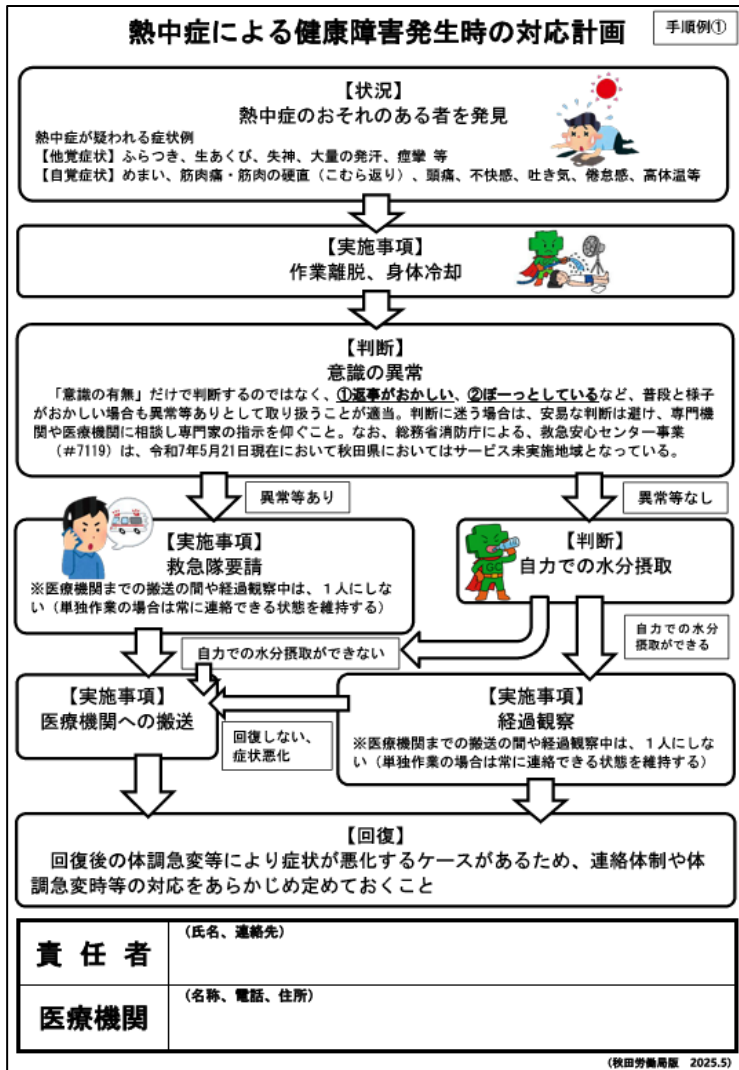 熱中症による健康障害発生時の対応計画
手順例①
【状況】
熱中症のおそれのある者を発見
熱中症が疑われる症状例
【他覚症状】ふらつき、生あくび、失神、大量の発汗、痙攣 等
【自覚症状】めまい、筋肉痛・筋肉の硬直（こむら返り）、頭痛、不快感、吐き気、倦怠感、高体温等
【実施事項】
作業離脱、身体冷却
【判断】
意識の異常
「意識の有無」だけで判断するのではなく、①返事がおかしい、②ぼーっとしているなど、普段と様子
がおかしい場合も異常等ありとして取り扱うことが適当。判断に迷う場合は、安易な判断は避け、専門機
関や医療機関に相談し専門家の指示を仰ぐこと。なお、総務省消防庁による、救急安心センター事業
（＃7119）は、令和7年5月21日現在において秋田県においてはサービス未実施地域となっている。
異常等あり
異常等なし
【実施事項】
救急隊要請
※医療機関までの搬送の間や経過観察中は、１人にしな
い（単独作業の場合は常に連絡できる状態を維持する）
【判断】
自力での水分摂取
自力での水分摂取ができない
自力での水分
摂取ができる
【実施事項】
医療機関への搬送
回復しない、
症状悪化
【実施事項】
経過観察
※医療機関までの搬送の間や経過観察中は、１人にしな
い（単独作業の場合は常に連絡できる状態を維持する）
【回復】
回復後の体調急変等により症状が悪化するケースがあるため、連絡体制や体
調急変時等の対応をあらかじめ定めておくこと
責任者
（氏名、連絡先）
医療機関
（名称、電話、住所）
（秋田労働局版 2025.5）